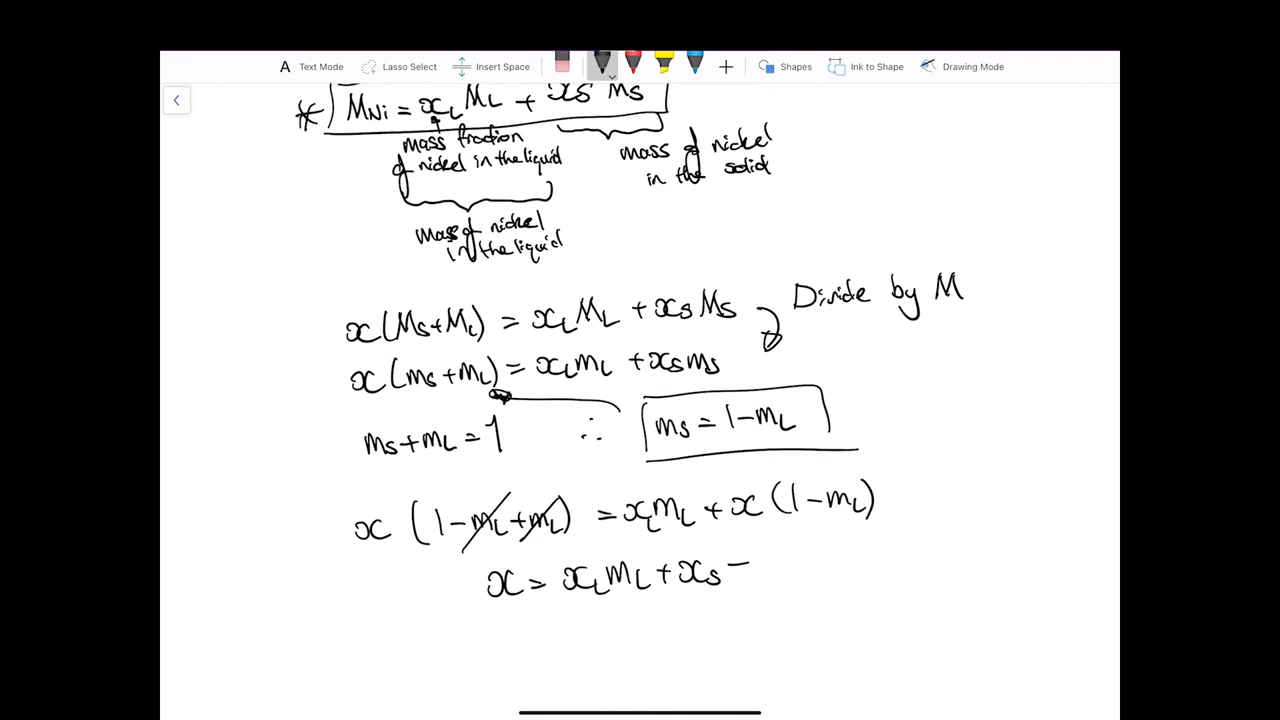 Text Mode Lasso Select Insert Space Shapes Ink to Shape Drawing Mode
* M_Ni = x_L M_L + x_S M_S
mass fraction
of nickel in the liquid
mass of nickel
in the solid
mass of nickel
in the liquid
x(M_S+M_L) = x_L M_L + x_S M_S
Divide by M
x(m_S+m_L) = x_L m_L + x_S m_S
m_S+m_L = 1 ∴ m_S = 1-m_L
x (1-m_L+m_L) = x_L m_L + x (1-m_L)
x = x_L m_L + x_S -